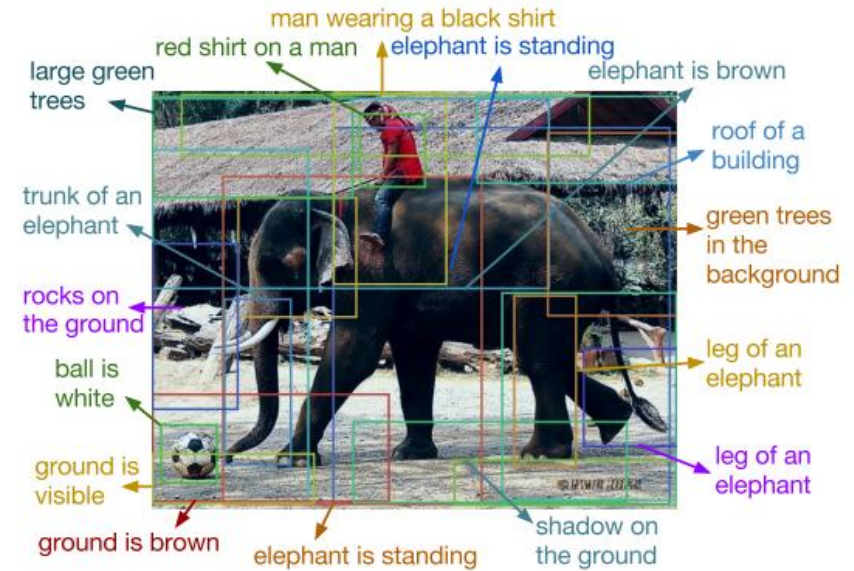 man wearing a black shirt
red shirt on a man
elephant is standing
large green
trees
elephant is brown
roof of a
building
trunk of an
elephant
green trees
in the
background
rocks on
the ground
ball is
white
leg of an
elephant
ground is
visible
leg of an
elephant
ground is brown
elephant is standing
shadow on
the ground